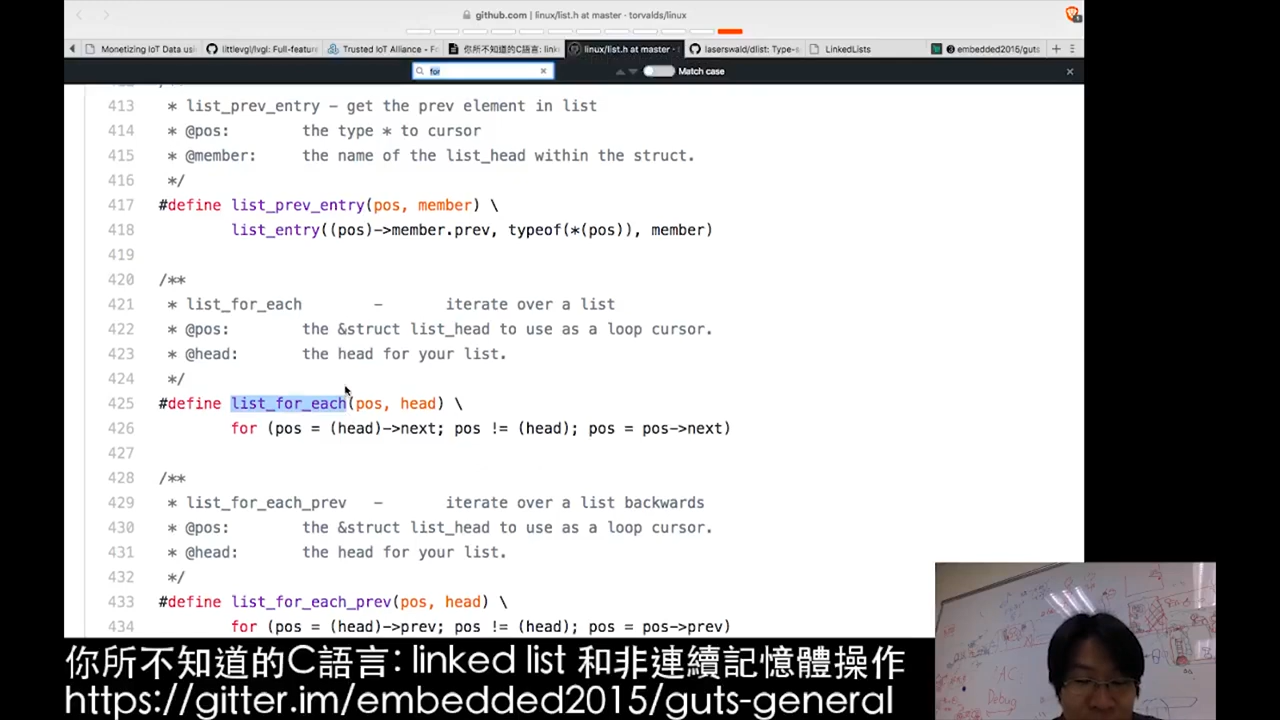 github.com | linux/list.h at master · torvalds/linux
Monetizing IoT Data usi
littlevgl/lvgl: Full-feature
Trusted IoT Alliance - F
你所不知道的C語言: link
linux/list.h at master ·
laserswald/dlist: Type-s
LinkedLists
embedded2015/guts
for
Match case
413 * list_prev_entry - get the prev element in list
414 * @pos: the type * to cursor
415 * @member: the name of the list_head within the struct.
416 */
417 #define list_prev_entry(pos, member) \
418 list_entry((pos)->member.prev, typeof(*(pos)), member)
419
420 /**
421 * list_for_each - iterate over a list
422 * @pos: the &struct list_head to use as a loop cursor.
423 * @head: the head for your list.
424 */
425 #define list_for_each(pos, head) \
426 for (pos = (head)->next; pos != (head); pos = pos->next)
427
428 /**
429 * list_for_each_prev - iterate over a list backwards
430 * @pos: the &struct list_head to use as a loop cursor.
431 * @head: the head for your list.
432 */
433 #define list_for_each_prev(pos, head) \
434 for (pos = (head)->prev; pos != (head); pos = pos->prev)
AC:
Debug
你所不知道的C語言: linked list 和非連續記憶體操作
https://gitter.im/embedded2015/guts-general